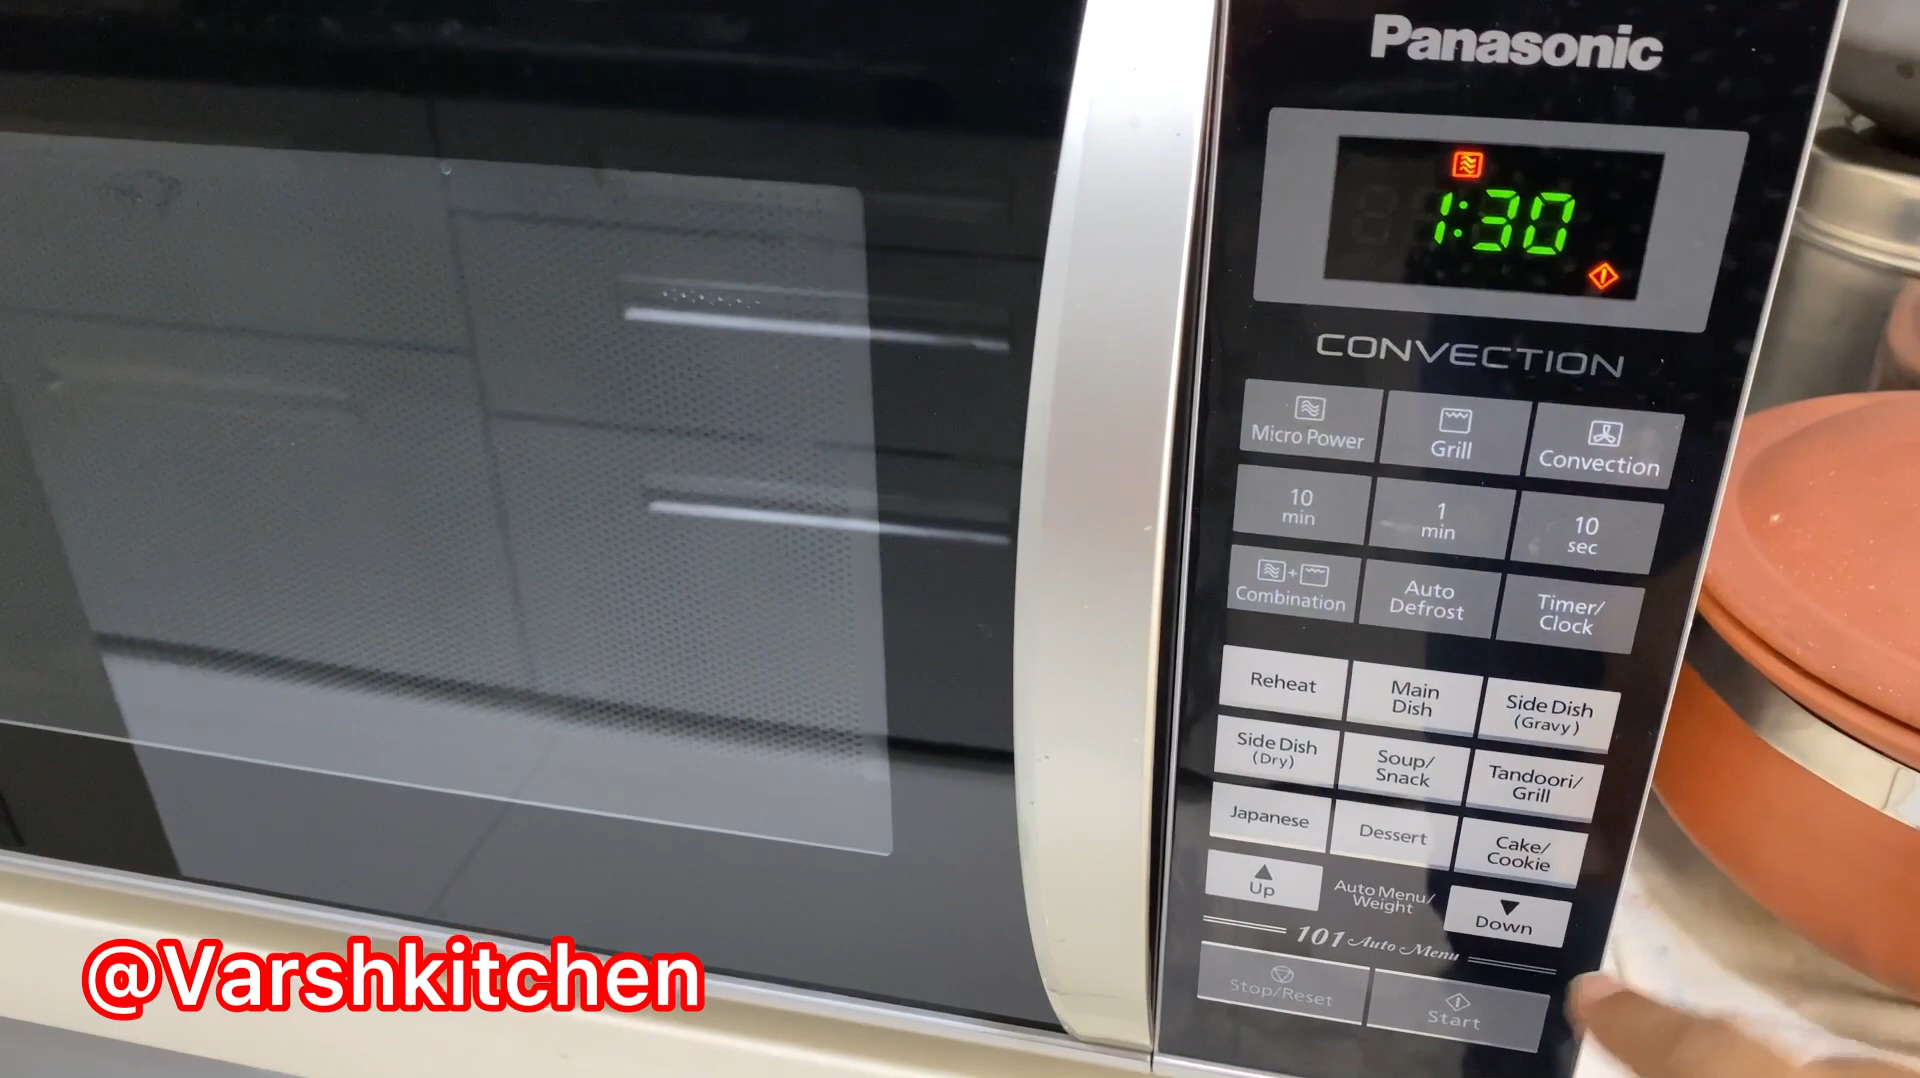 Panasonic
1:30
CONVECTION
Micro Power
Grill
Convection
10
min
1
min
10
sec
+
Combination
Auto
Defrost
Timer/
Clock
Reheat
Main
Dish
Side Dish
(Gravy)
Side Dish
(Dry)
Soup/
Snack
Tandoori/
Grill
Japanese
Dessert
Cake/
Cookie
Up
Auto Menu/
Weight
Down
101 Auto Menu
Stop/Reset
Start
@Varshkitchen